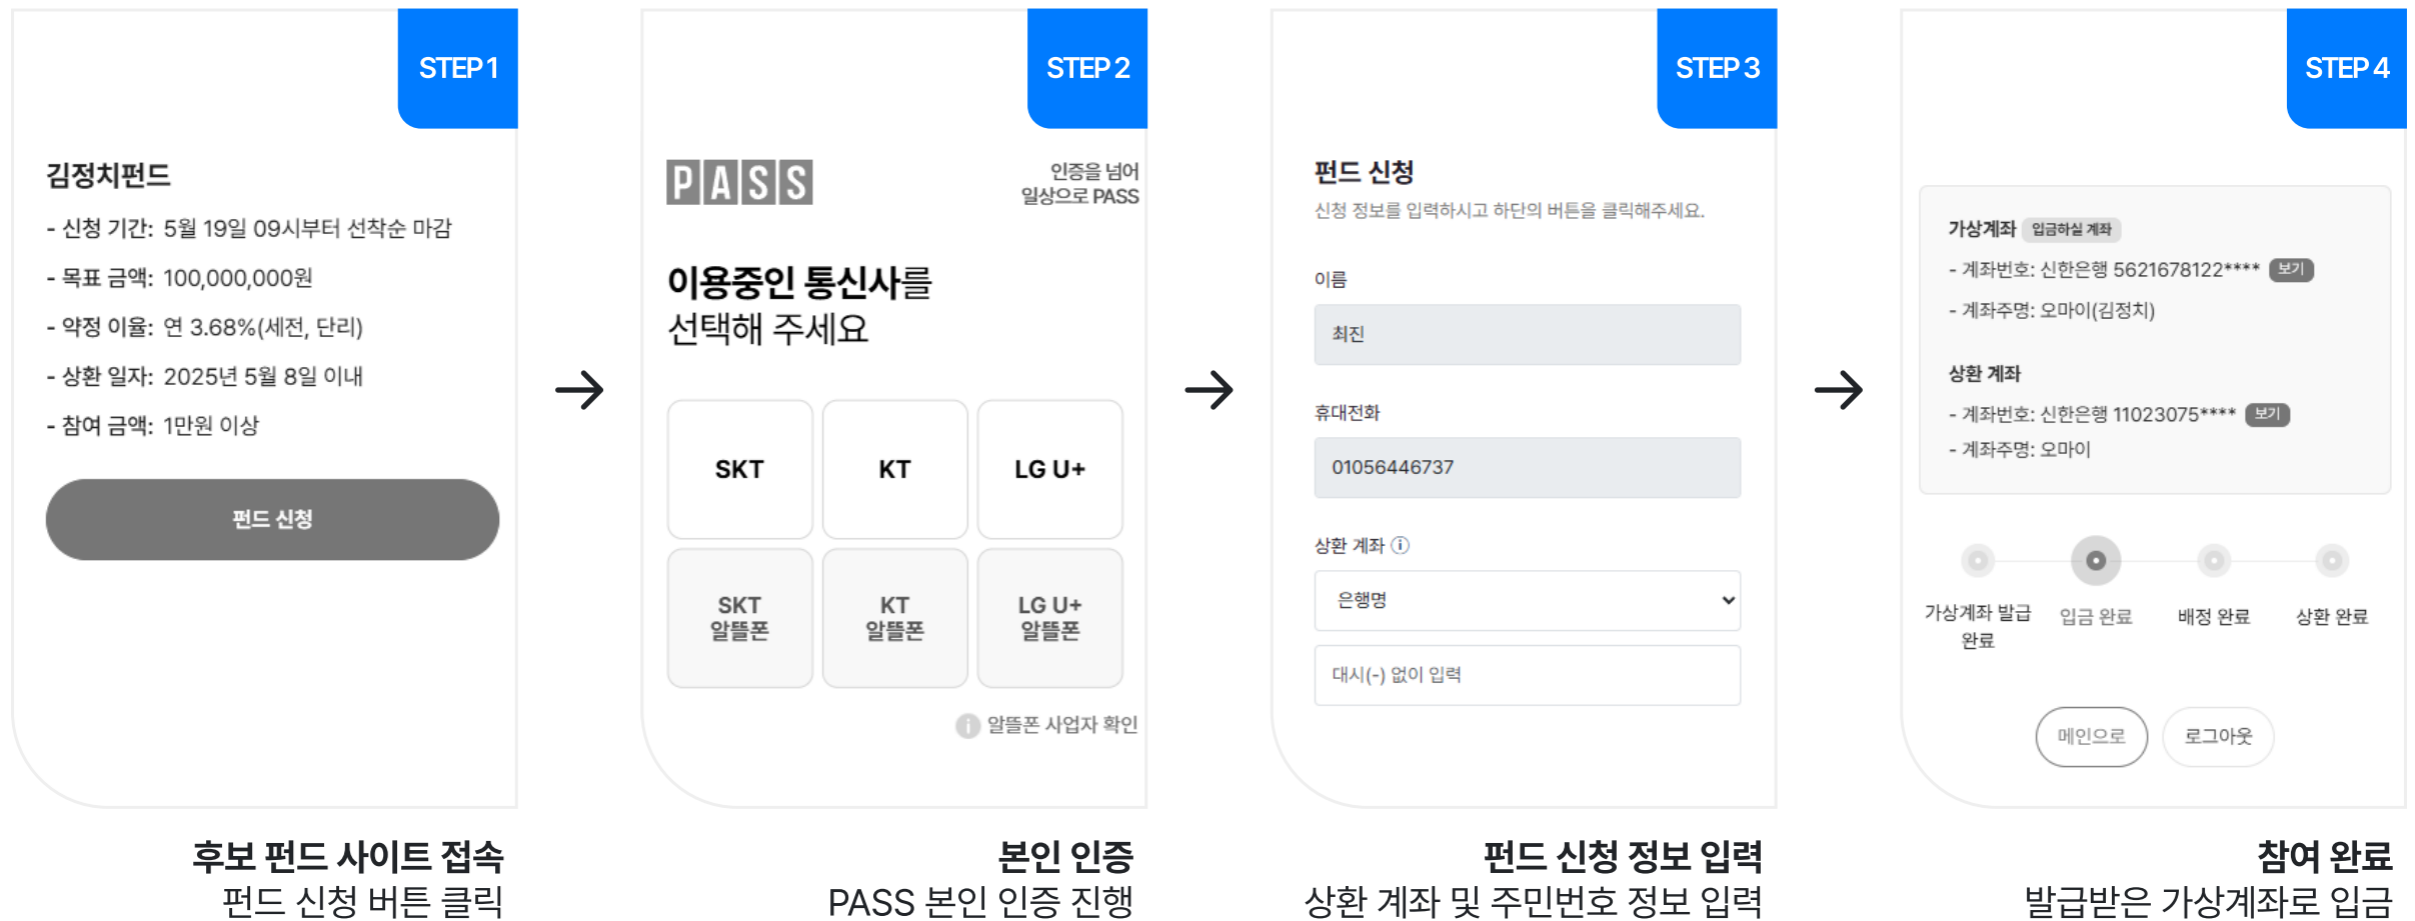 STEP 1
김정치펀드
- 신청 기간: 5월 19일 09시부터 선착순 마감
- 목표 금액: 100,000,000원
- 약정 이율: 연 3.68%(세전, 단리)
- 상환 일자: 2025년 5월 8일 이내
- 참여 금액: 1만원 이상
펀드 신청
후보 펀드 사이트 접속
펀드 신청 버튼 클릭
STEP 2
PASS
인증을 넘어
일상으로 PASS
이용중인 통신사를
선택해 주세요
SKT
KT
LG U+
SKT
알뜰폰
KT
알뜰폰
LG U+
알뜰폰
알뜰폰 사업자 확인
본인 인증
PASS 본인 인증 진행
STEP 3
펀드 신청
신청 정보를 입력하시고 하단의 버튼을 클릭해주세요.
이름
최진
휴대전화
01056446737
상환 계좌
은행명
대시(-) 없이 입력
펀드 신청 정보 입력
상환 계좌 및 주민번호 정보 입력
STEP 4
가상계좌 입금하실 계좌
- 계좌번호: 신한은행 5621678122**** 보기
- 계좌주명: 오마이(김정치)
상환 계좌
- 계좌번호: 신한은행 11023075**** 보기
- 계좌주명: 오마이
가상계좌 발급
완료
입금 완료
배정 완료
상환 완료
메인으로
로그아웃
참여 완료
발급받은 가상계좌로 입금